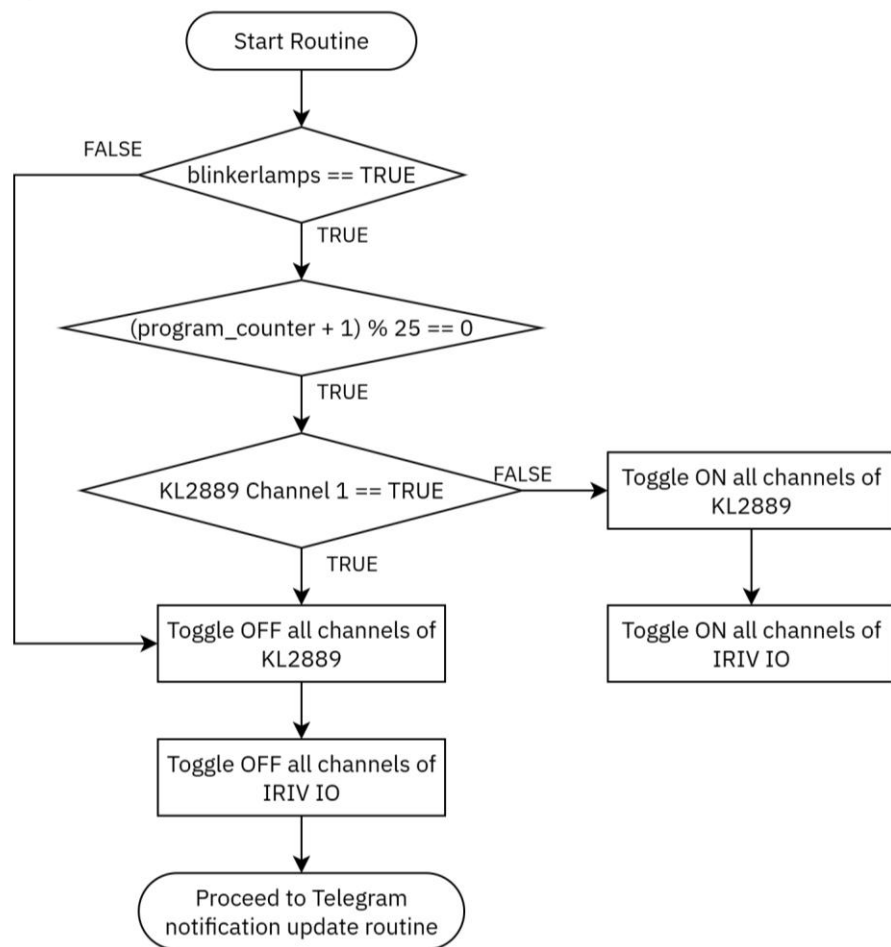 Start Routine
FALSE
blinkerlamps == TRUE
TRUE
(program_counter + 1) % 25 == 0
TRUE
KL2889 Channel 1 == TRUE
FALSE
Toggle ON all channels of
KL2889
TRUE
Toggle OFF all channels of
KL2889
Toggle ON all channels of
IRIV IO
Toggle OFF all channels of
IRIV IO
Proceed to Telegram
notification update routine